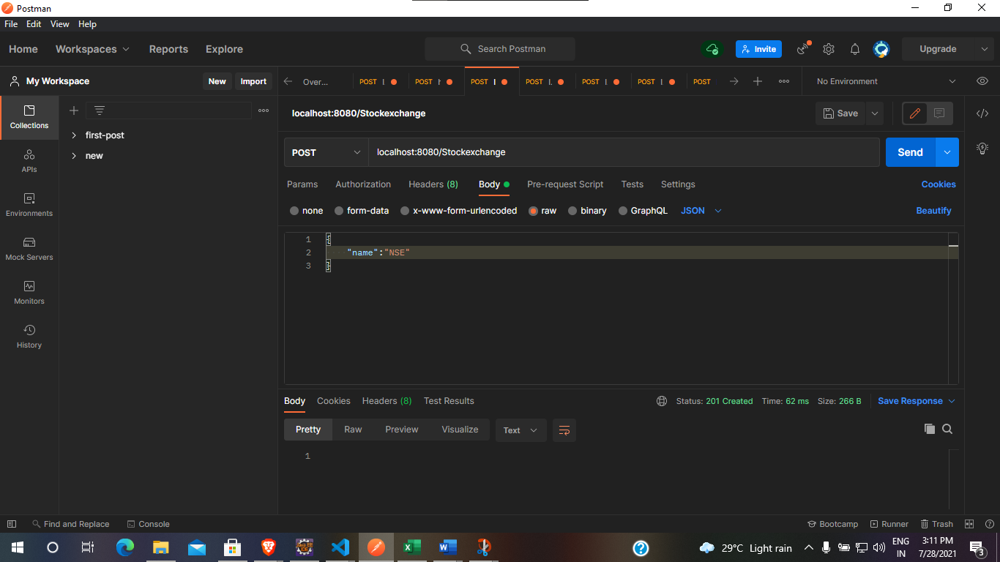 Postman
File Edit View Help
Home Workspaces Reports Explore Search Postman Invite Upgrade
My Workspace New Import Over... POST POST POST POST POST POST POST No Environment
Collections
APIs
Environments
Mock Servers
Monitors
History
first-post
new
localhost:8080/Stockexchange Save
POST localhost:8080/Stockexchange Send
Params Authorization Headers (8) Body Pre-request Script Tests Settings Cookies
none form-data x-www-form-urlencoded raw binary GraphQL JSON Beautify
1 {
2 "name":"NSE"
3 }
Body Cookies Headers (8) Test Results Status: 201 Created Time: 62 ms Size: 266 B Save Response
Pretty Raw Preview Visualize Text
1
Find and Replace Console Bootcamp Runner Trash
29°C Light rain ENG 3:11 PM
IN 7/28/2021 3